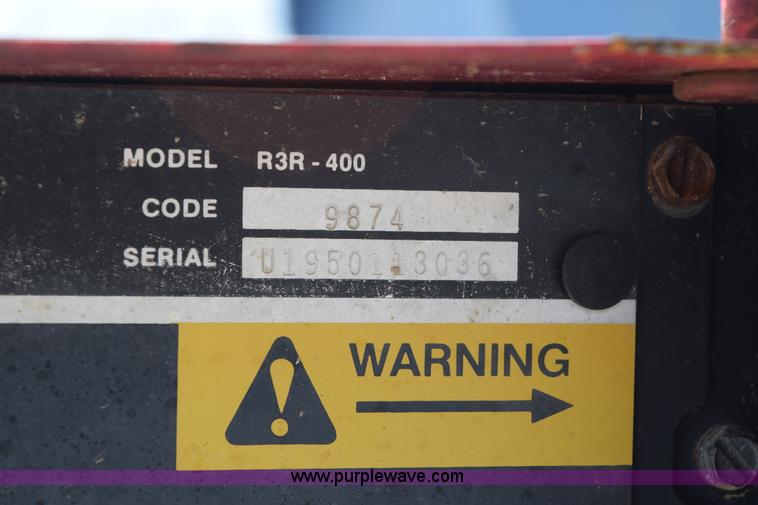 MODEL R3R - 400
CODE 9874
SERIAL U1950113036
WARNING
www.purplewave.com